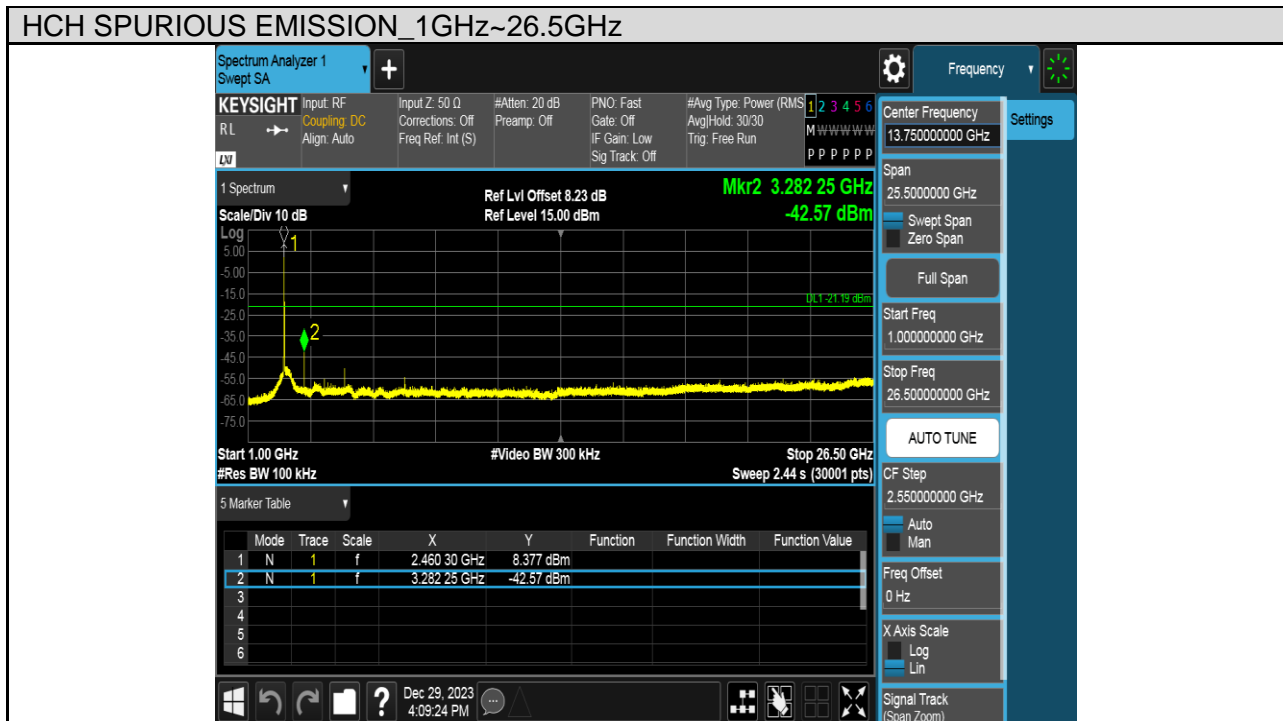 HCH SPURIOUS EMISSION_1GHz~26.5GHz
Spectrum Analyzer 1
Swept SA
+
Frequency
KEYSIGHT
RL
LXI
Input: RF
Coupling: DC
Align: Auto
Input Z: 50 Ω
Corrections: Off
Freq Ref: Int (S)
#Atten: 20 dB
Preamp: Off
PNO: Fast
Gate: Off
IF Gain: Low
Sig Track: Off
#Avg Type: Power (RMS
Avg|Hold: 30/30
Trig: Free Run
1 2 3 4 5 6
M W W W W W
P P P P P P
1 Spectrum
Scale/Div 10 dB
Ref Lvl Offset 8.23 dB
Ref Level 15.00 dBm
Mkr2 3.282 25 GHz
-42.57 dBm
Log
5.00
-5.00
-15.0
-25.0
-35.0
-45.0
-55.0
-65.0
-75.0
1
2
DL1 -21.19 dBm
Start 1.00 GHz
#Res BW 100 kHz
#Video BW 300 kHz
Stop 26.50 GHz
Sweep 2.44 s (30001 pts)
5 Marker Table
Mode Trace Scale X Y Function Function Width Function Value
1 N 1 f 2.460 30 GHz 8.377 dBm
2 N 1 f 3.282 25 GHz -42.57 dBm
3
4
5
6
Center Frequency
13.750000000 GHz
Settings
Span
25.5000000 GHz
Swept Span
Zero Span
Full Span
Start Freq
1.000000000 GHz
Stop Freq
26.500000000 GHz
AUTO TUNE
CF Step
2.550000000 GHz
Auto
Man
Freq Offset
0 Hz
X Axis Scale
Log
Lin
Signal Track
(Span Zoom)
?
Dec 29, 2023
4:09:24 PM